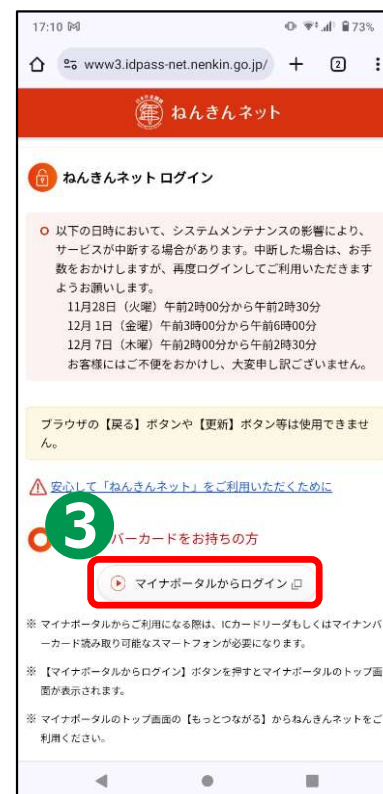 17:10 73%
www3.idpass-net.nenkin.go.jp/ + 2
ねんきんネット
ねんきんネット ログイン
以下の日時において、システムメンテナンスの影響により、
サービスが中断する場合があります。中断した場合は、お手
数をおかけしますが、再度ログインしてご利用いただきます
ようお願いします。
11月28日（火曜）午前2時00分から午前2時30分
12月 1日（金曜）午前3時00分から午前6時00分
12月 7日（木曜）午前2時00分から午前2時30分
お客様にはご不便をおかけし、大変申し訳ございません。
ブラウザの【戻る】ボタンや【更新】ボタン等は使用できませ
ん。
安心して「ねんきんネット」をご利用いただくために
3
バーカードをお持ちの方
マイナポータルからログイン
※ マイナポータルからご利用になる際は、ICカードリーダもしくはマイナンバ
ーカード読み取り可能なスマートフォンが必要になります。
※ 【マイナポータルからログイン】ボタンを押すとマイナポータルのトップ画
面が表示されます。
※ マイナポータルのトップ画面の【もっとつながる】からねんきんネットをご
利用ください。